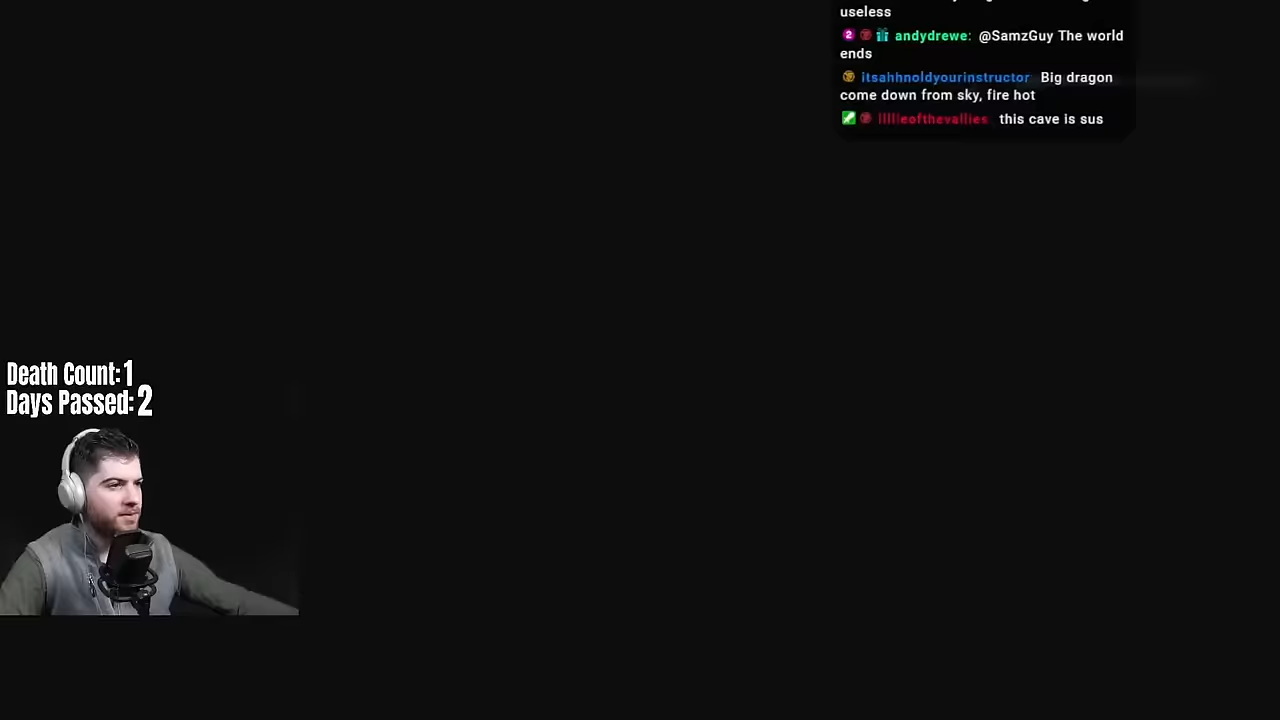 useless
2 andydrewe: @SamzGuy The world
ends
itsahhnoldyourinstructor Big dragon
come down from sky, fire hot
this cave is sus
Death Count: 1
Days Passed: 2